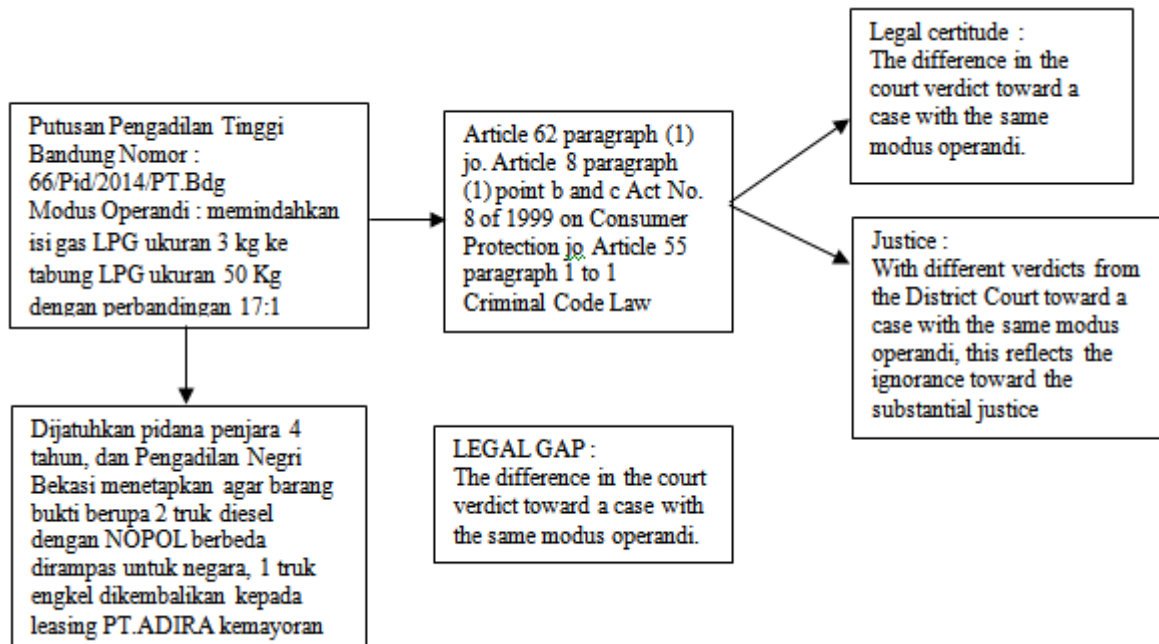 Putusan Pengadilan Tinggi
Bandung Nomor :
66/Pid/2014/PT.Bdg
Modus Operandi : memindahkan
isi gas LPG ukuran 3 kg ke
tabung LPG ukuran 50 Kg
dengan perbandingan 17:1
Dijatuhkan pidana penjara 4
tahun, dan Pengadilan Negri
Bekasi menetapkan agar barang
bukti berupa 2 truk diesel
dengan NOPOL berbeda
dirampas untuk negara, 1 truk
engkel dikembalikan kepada
leasing PT.ADIRA kemayoran
Article 62 paragraph (1)
jo. Article 8 paragraph
(1) point b and c Act No.
8 of 1999 on Consumer
Protection jo Article 55
paragraph 1 to 1
Criminal Code Law
LEGAL GAP :
The difference in the court
verdict toward a case with
the same modus operandi.
Legal certitude :
The difference in the
court verdict toward a
case with the same
modus operandi.
Justice :
With different verdicts from
the District Court toward a
case with the same modus
operandi, this reflects the
ignorance toward the
substantial justice